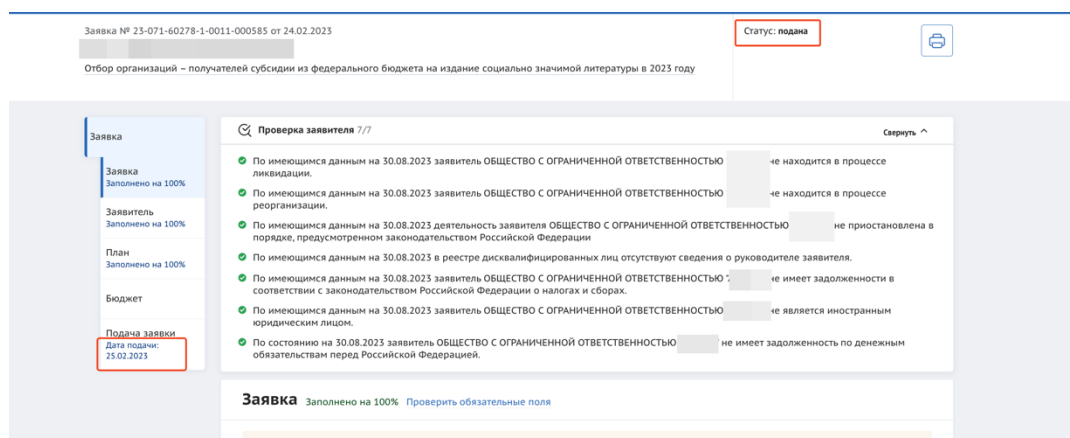 Заявка № 23-071-60278-1-0011-000585 от 24.02.2023
Статус: подана
Отбор организаций – получателей субсидии из федерального бюджета на издание социально значимой литературы в 2023 году
Заявка
Заявка
Заполнено на 100%
Заявитель
Заполнено на 100%
План
Заполнено на 100%
Бюджет
Подача заявки
Дата подачи:
25.02.2023
Проверка заявителя 7/7
Свернуть
По имеющимся данным на 30.08.2023 заявитель ОБЩЕСТВО С ОГРАНИЧЕННОЙ ОТВЕТСТВЕННОСТЬЮ не находится в процессе
ликвидации.
По имеющимся данным на 30.08.2023 заявитель ОБЩЕСТВО С ОГРАНИЧЕННОЙ ОТВЕТСТВЕННОСТЬЮ не находится в процессе
реорганизации.
По имеющимся данным на 30.08.2023 деятельность заявителя ОБЩЕСТВО С ОГРАНИЧЕННОЙ ОТВЕТСТВЕННОСТЬЮ не приостановлена в
порядке, предусмотренном законодательством Российской Федерации
По имеющимся данным на 30.08.2023 в реестре дисквалифицированных лиц отсутствуют сведения о руководителе заявителя.
По имеющимся данным на 30.08.2023 заявитель ОБЩЕСТВО С ОГРАНИЧЕННОЙ ОТВЕТСТВЕННОСТЬЮ " не имеет задолженности в
соответствии с законодательством Российской Федерации о налогах и сборах.
По имеющимся данным на 30.08.2023 заявитель ОБЩЕСТВО С ОГРАНИЧЕННОЙ ОТВЕТСТВЕННОСТЬЮ не является иностранным
юридическим лицом.
По состоянию на 30.08.2023 заявитель ОБЩЕСТВО С ОГРАНИЧЕННОЙ ОТВЕТСТВЕННОСТЬЮ " не имеет задолженность по денежным
обязательствам перед Российской Федерацией.
Заявка Заполнено на 100% Проверить обязательные поля